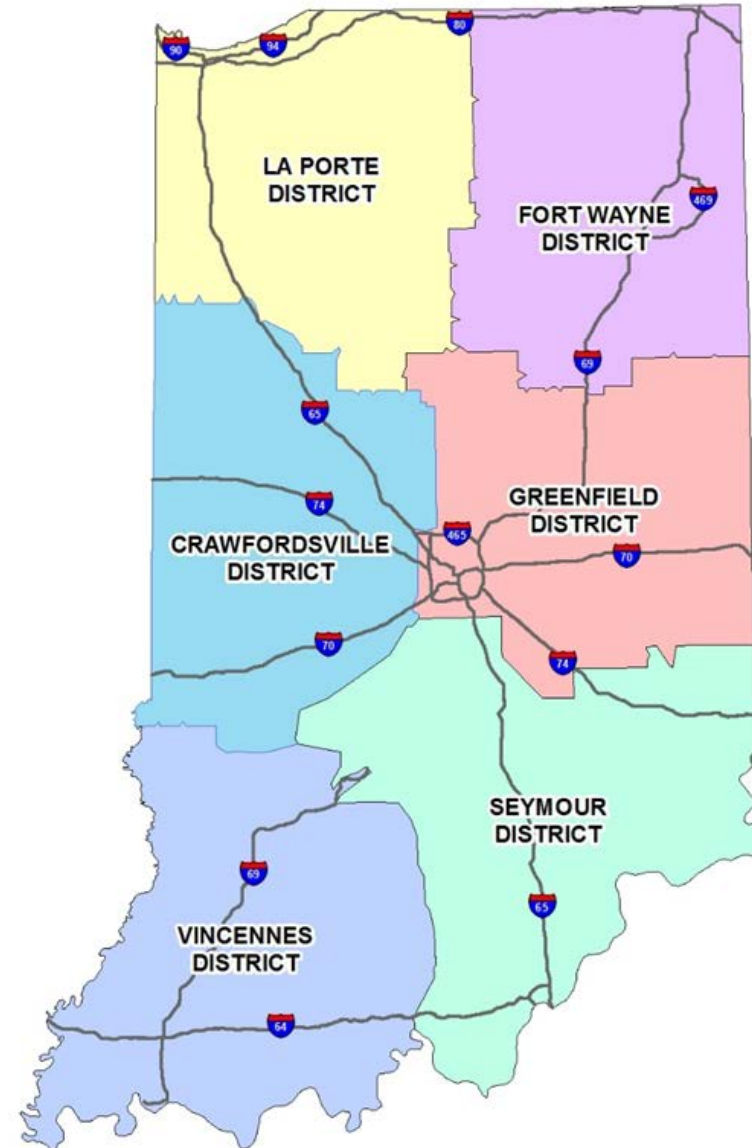 90
94
80
LA PORTE
DISTRICT
469
FORT WAYNE
DISTRICT
69
65
74
GREENFIELD
DISTRICT
465
CRAWFORDSVILLE
DISTRICT
70
70
74
SEYMOUR
DISTRICT
69
65
VINCENNES
DISTRICT
64